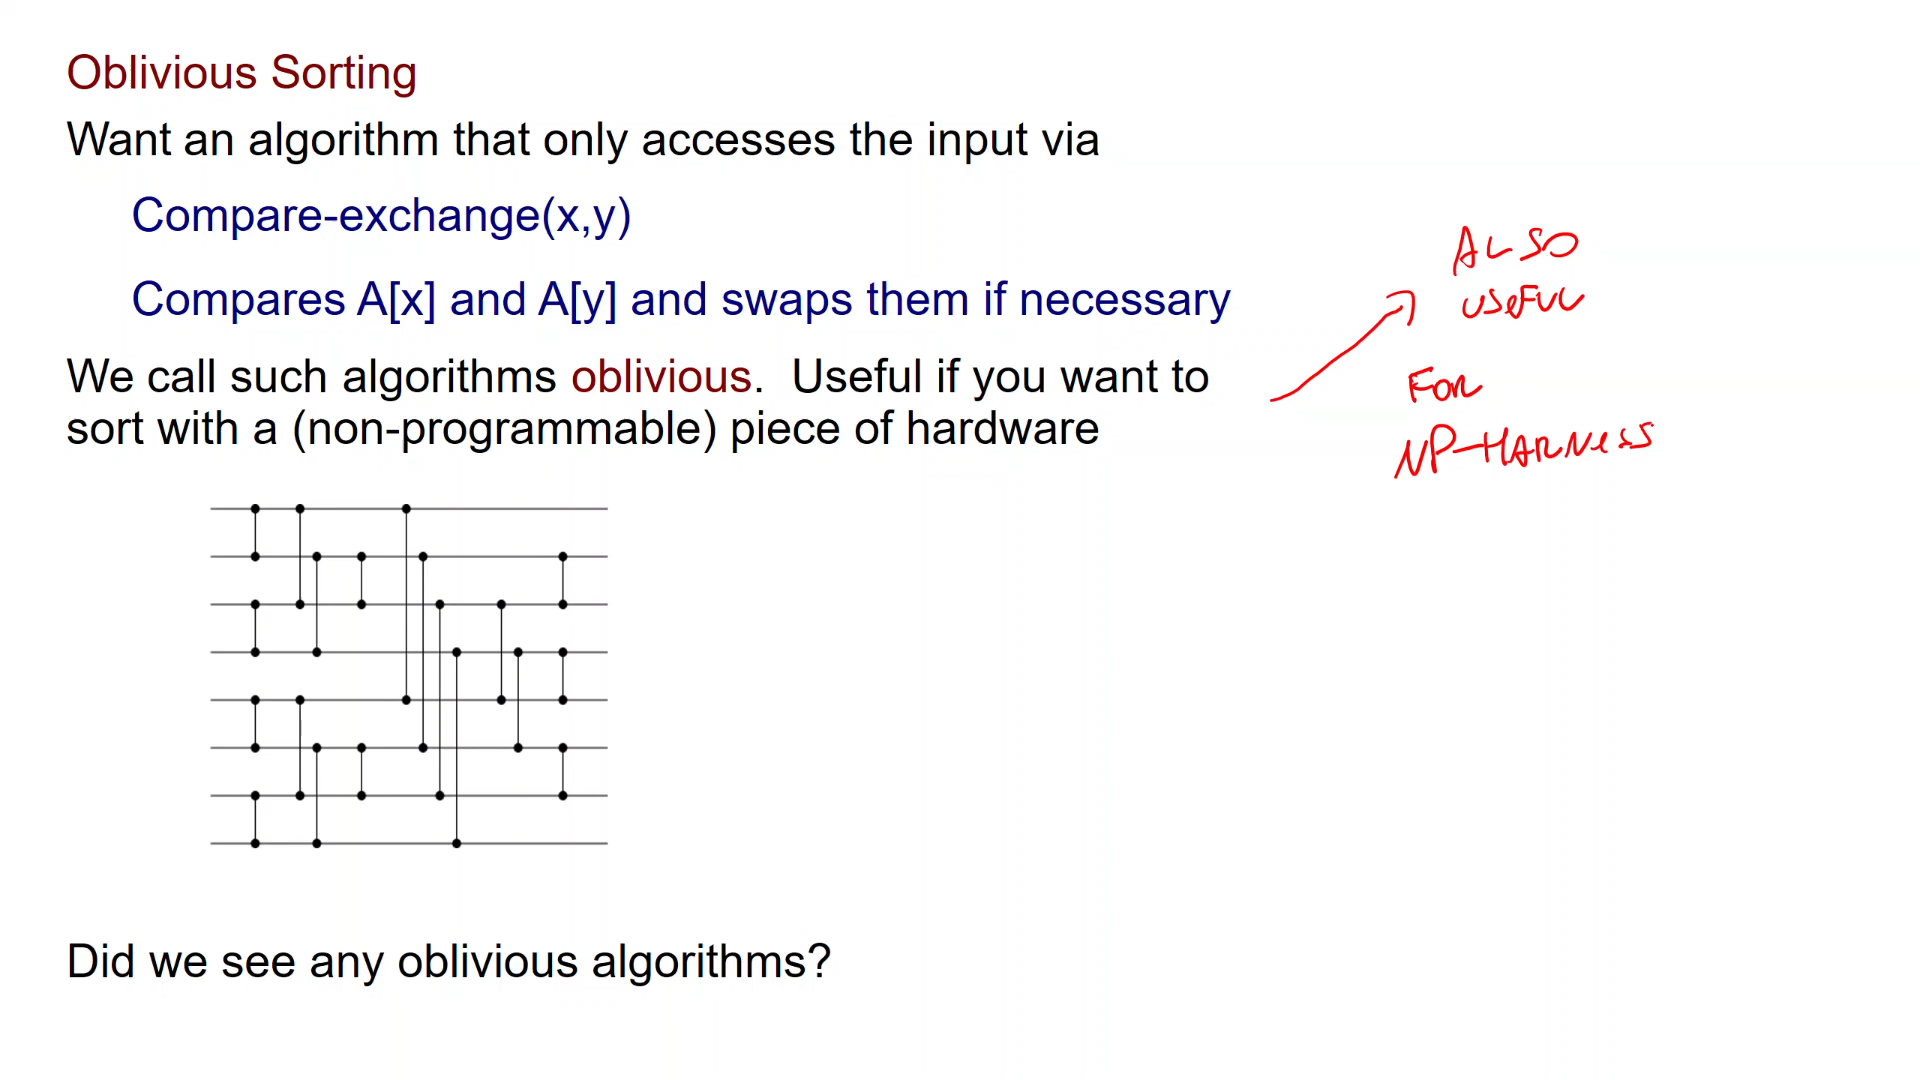 Oblivious Sorting
Want an algorithm that only accesses the input via
Compare-exchange(x,y)
Compares A[x] and A[y] and swaps them if necessary
We call such algorithms oblivious. Useful if you want to
sort with a (non-programmable) piece of hardware
ALSO
USEFUL
FOR
NP-HARNESS
Did we see any oblivious algorithms?